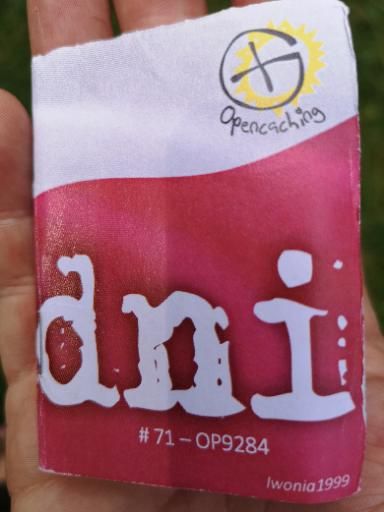 Opencaching
dni
# 71 – OP9284
Iwonia1999